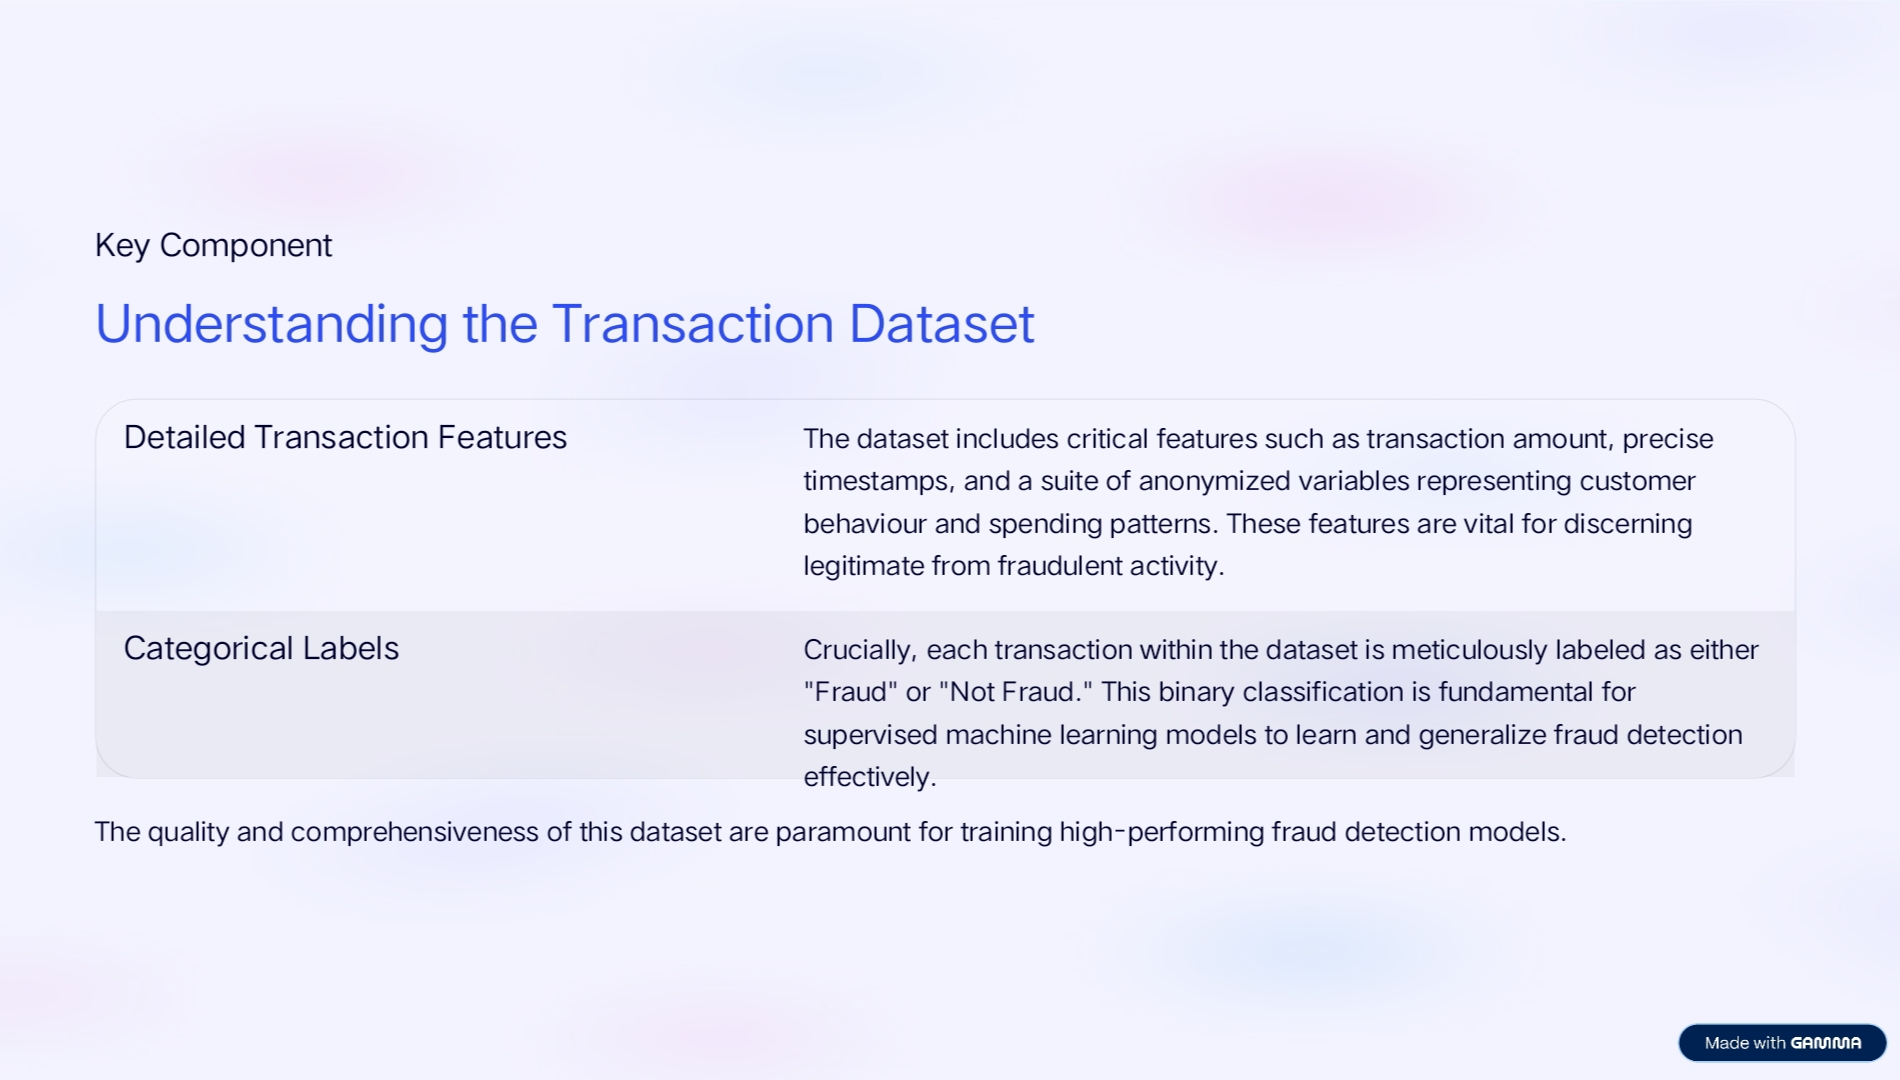 Key Component
Understanding the Transaction Dataset
Detailed Transaction Features
The dataset includes critical features such as transaction amount, precise
timestamps, and a suite of anonymized variables representing customer
behaviour and spending patterns. These features are vital for discerning
legitimate from fraudulent activity.
Categorical Labels
Crucially, each transaction within the dataset is meticulously labeled as either
"Fraud" or "Not Fraud." This binary classification is fundamental for
supervised machine learning models to learn and generalize fraud detection
effectively.
The quality and comprehensiveness of this dataset are paramount for training high-performing fraud detection models.
Made with GAMMA